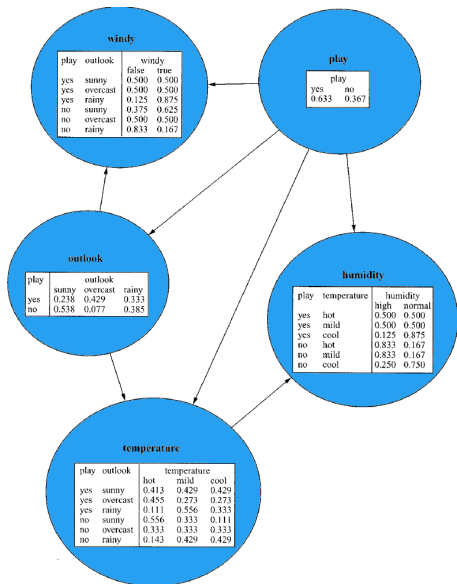 windy
play outlook windy
false true
yes sunny 0.500 0.500
yes overcast 0.500 0.500
yes rainy 0.125 0.875
no sunny 0.375 0.625
no overcast 0.500 0.500
no rainy 0.833 0.167
play
play
yes no
0.633 0.367
outlook
play outlook
sunny overcast rainy
yes 0.238 0.429 0.333
no 0.538 0.077 0.385
humidity
play temperature humidity
high normal
yes hot 0.500 0.500
yes mild 0.500 0.500
yes cool 0.125 0.875
no hot 0.833 0.167
no mild 0.833 0.167
no cool 0.250 0.750
temperature
play outlook temperature
hot mild cool
yes sunny 0.413 0.429 0.429
yes overcast 0.455 0.273 0.273
yes rainy 0.111 0.556 0.333
no sunny 0.556 0.333 0.111
no overcast 0.333 0.333 0.333
no rainy 0.143 0.429 0.429